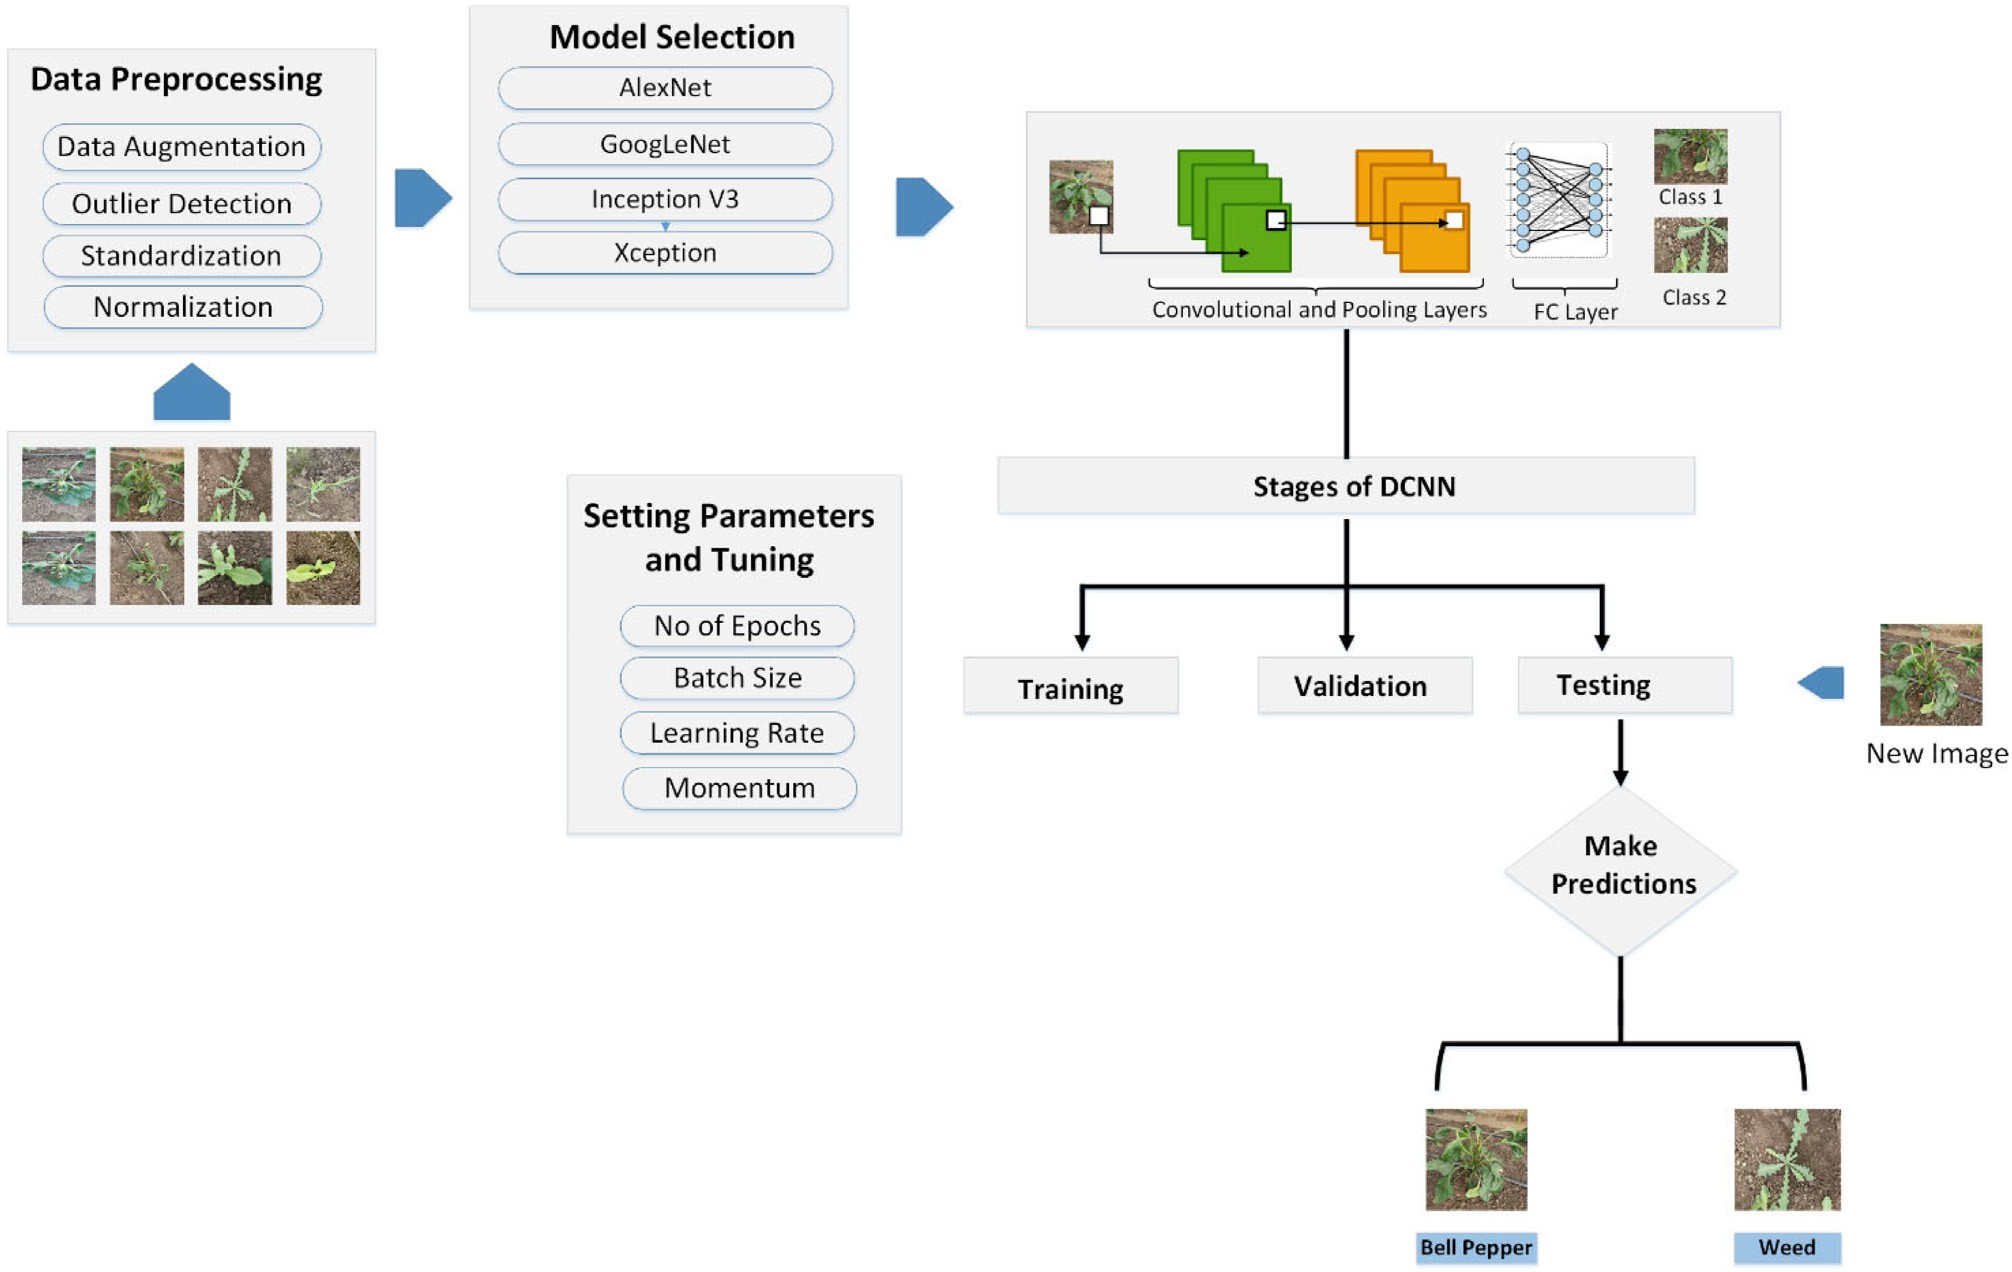 Data Preprocessing
Data Augmentation
Outlier Detection
Standardization
Normalization
Model Selection
AlexNet
GoogLeNet
Inception V3
Xception
Class 1
Class 2
Convolutional and Pooling Layers
FC Layer
Stages of DCNN
Setting Parameters
and Tuning
No of Epochs
Batch Size
Learning Rate
Momentum
Training
Validation
Testing
New Image
Make
Predictions
Bell Pepper
Weed